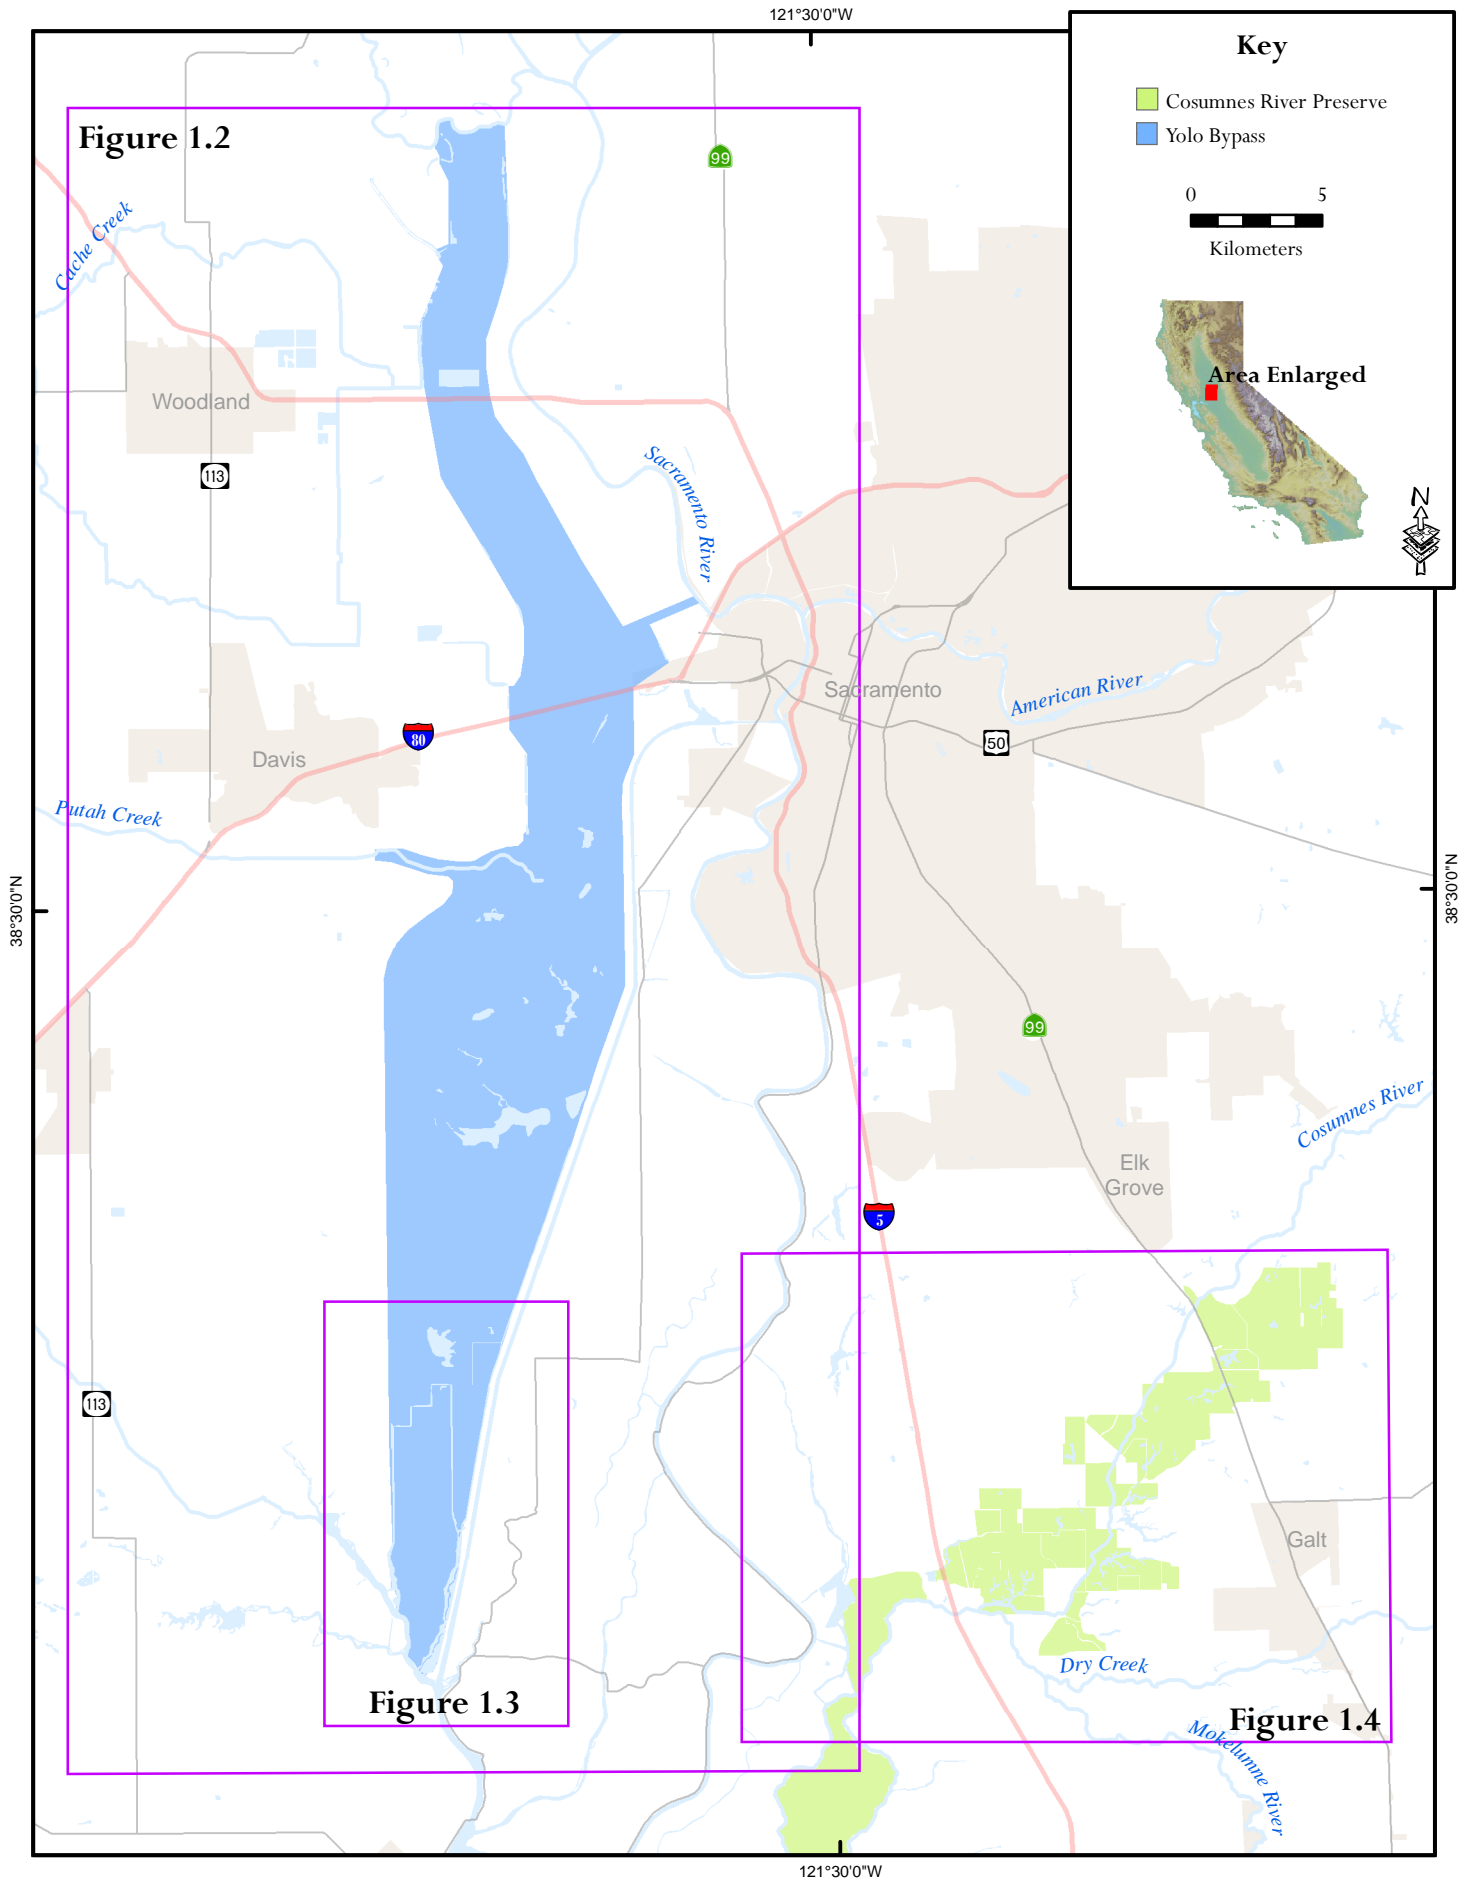 121°30'0"W
Key
Cosumnes River Preserve
Yolo Bypass
0 5
Kilometers
Area Enlarged
N
Figure 1.2
99
Cache Creek
Woodland
113
Sacramento River
Sacramento
American River
50
80
Davis
Putah Creek
38°30'0"N
38°30'0"N
99
Cosumnes River
Elk
Grove
5
113
Galt
Dry Creek
Figure 1.3
Figure 1.4
Mokelumne River
121°30'0"W